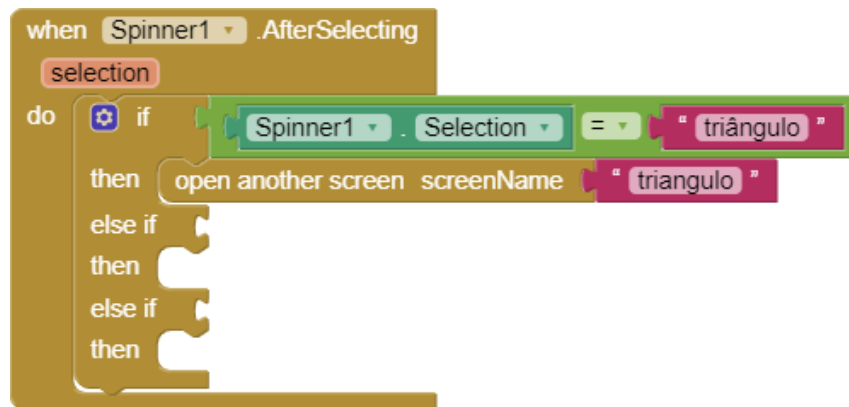 when Spinner1 .AfterSelecting
selection
do if Spinner1 . Selection = " triângulo "
then open another screen screenName " triangulo "
else if
then
else if
then